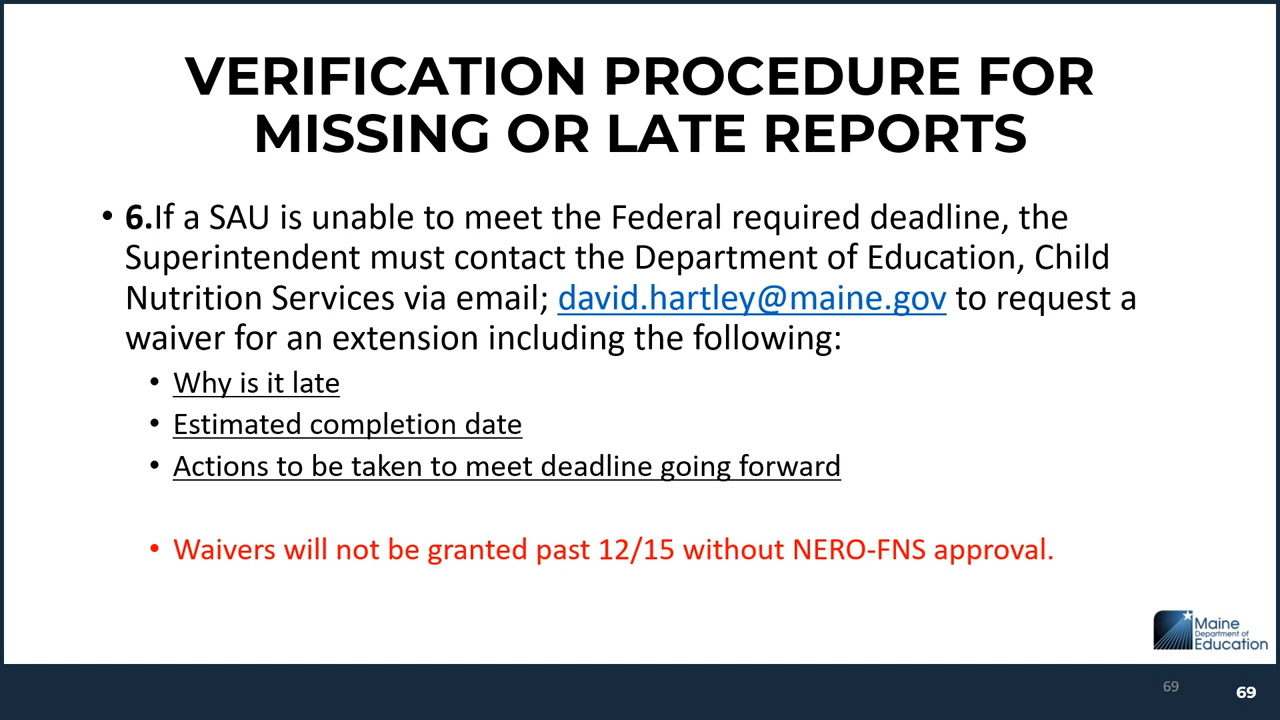 VERIFICATION PROCEDURE FOR
MISSING OR LATE REPORTS
• 6.If a SAU is unable to meet the Federal required deadline, the
Superintendent must contact the Department of Education, Child
Nutrition Services via email; david.hartley@maine.gov to request a
waiver for an extension including the following:
• Why is it late
• Estimated completion date
• Actions to be taken to meet deadline going forward
• Waivers will not be granted past 12/15 without NERO-FNS approval.
Maine
Department of
Education
69
69